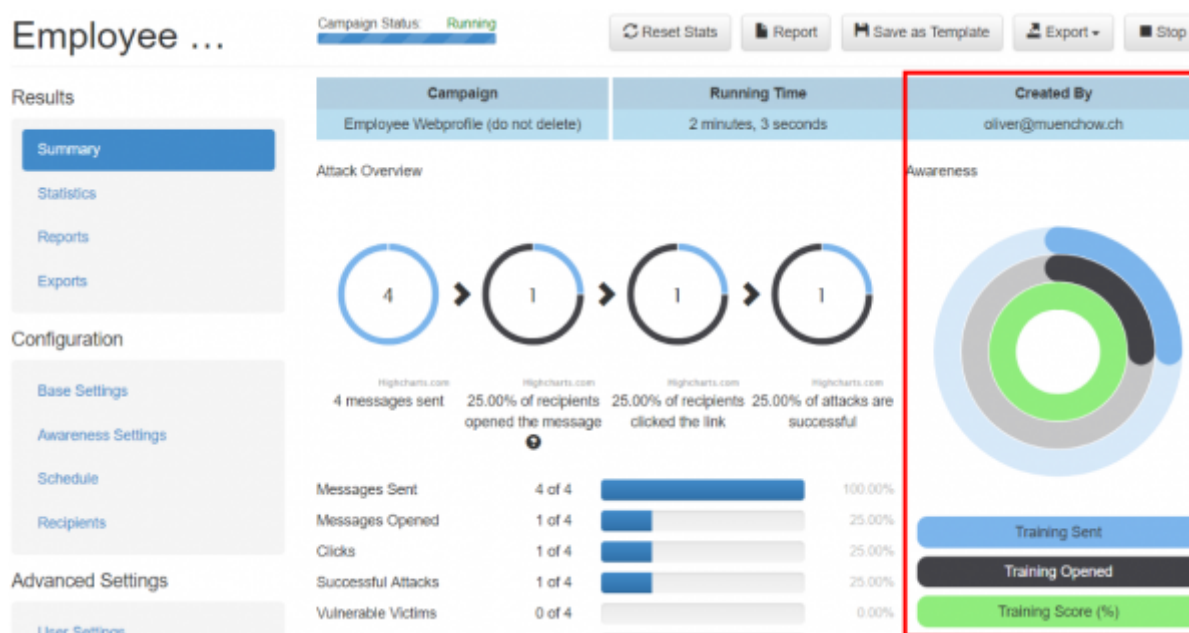 Employee ...
Campaign Status: Running
Reset Stats
Report
Save as Template
Export
Stop
Results
Summary
Statistics
Reports
Exports
Configuration
Base Settings
Awareness Settings
Schedule
Recipients
Advanced Settings
User Settings
Campaign Running Time Created By
Employee Webprofile (do not delete) 2 minutes, 3 seconds oliver@muenchow.ch
Attack Overview
4 1 1 1
Highcharts.com Highcharts.com Highcharts.com Highcharts.com
4 messages sent
25.00% of recipients
opened the message
25.00% of recipients
clicked the link
25.00% of attacks are
successful
Messages Sent 4 of 4 100.00%
Messages Opened 1 of 4 25.00%
Clicks 1 of 4 25.00%
Successful Attacks 1 of 4 25.00%
Vulnerable Victims 0 of 4 0.00%
Awareness
Training Sent
Training Opened
Training Score (%)